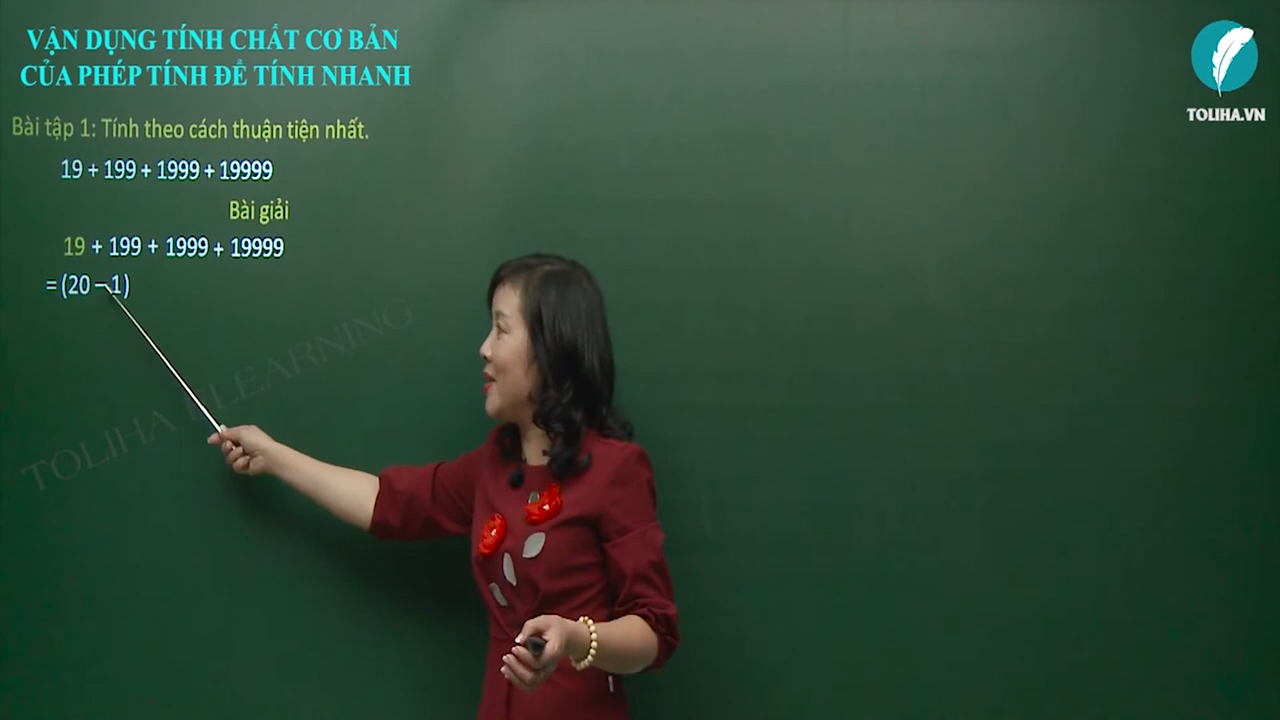 VẬN DỤNG TÍNH CHẤT CƠ BẢN
CỦA PHÉP TÍNH ĐỂ TÍNH NHANH
TOLIHA.VN
Bài tập 1: Tính theo cách thuận tiện nhất.
19 + 199 + 1999 + 19999
Bài giải
19 + 199 + 1999 + 19999
= (20 – 1)
TOLIHA ELEARNING